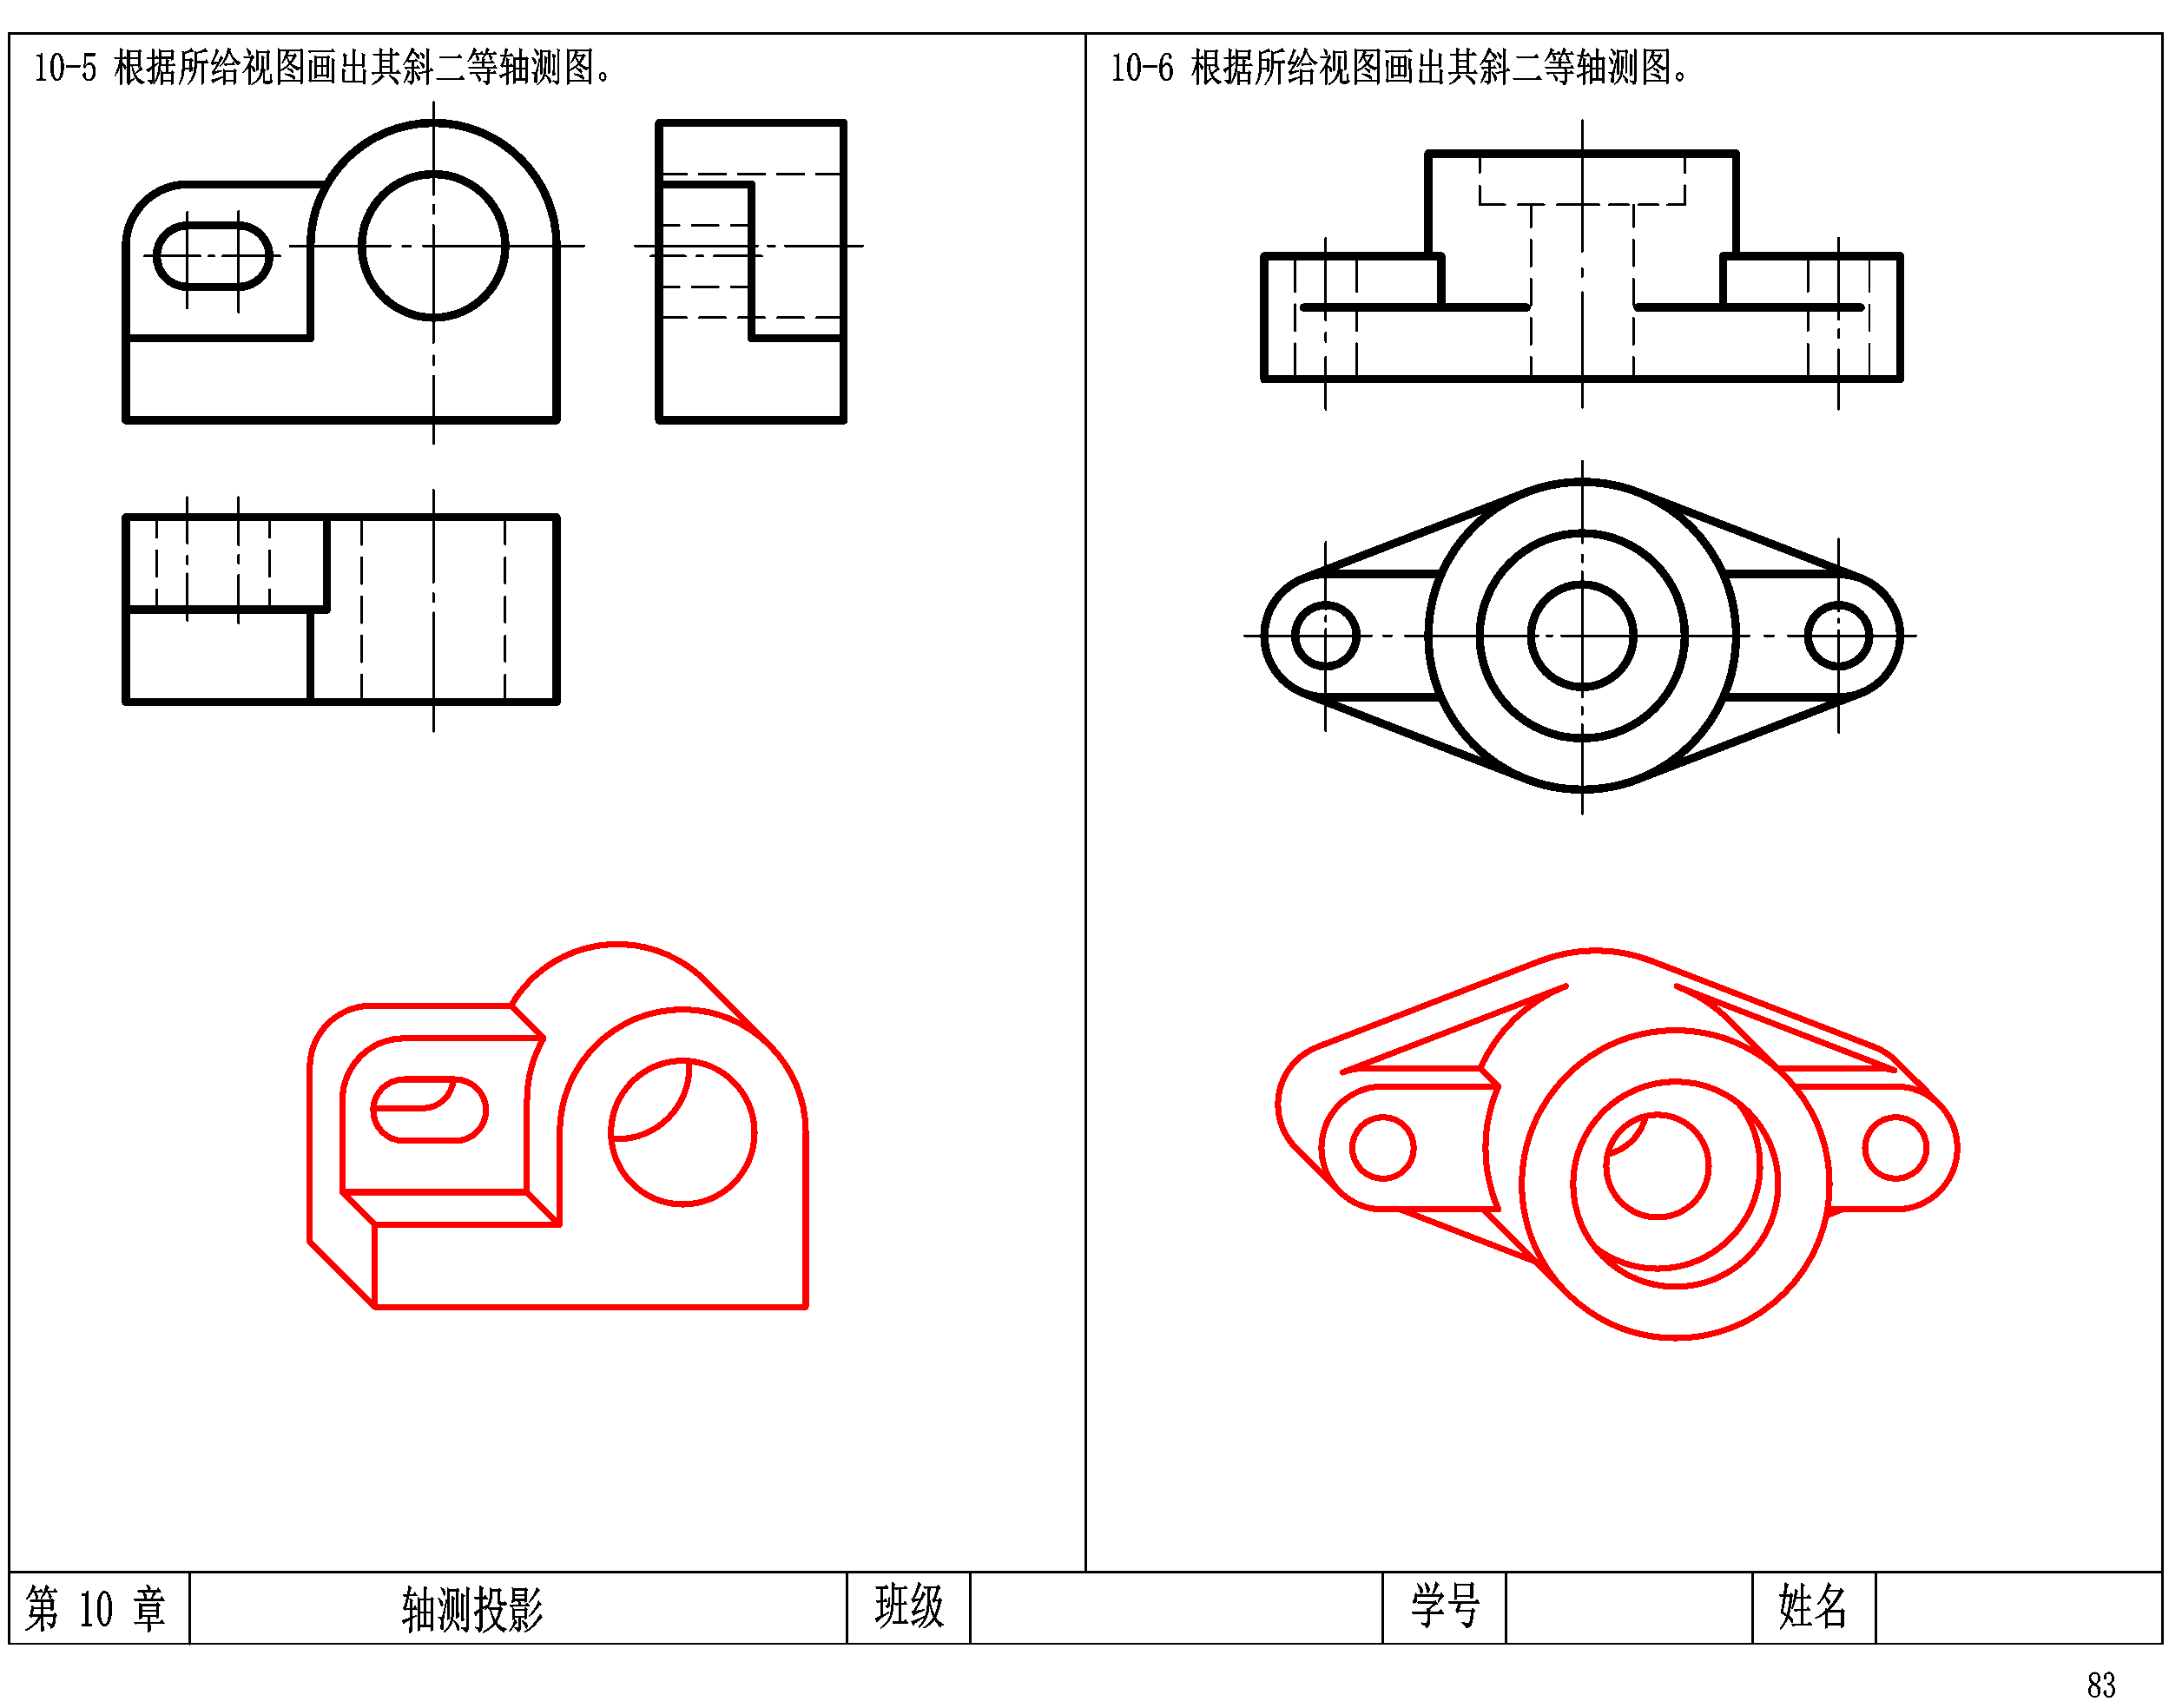 10-5 根据所给视图画出其斜二等轴测图。
10-6 根据所给视图画出其斜二等轴测图。
第 10 章 轴测投影 班级 学号 姓名
83